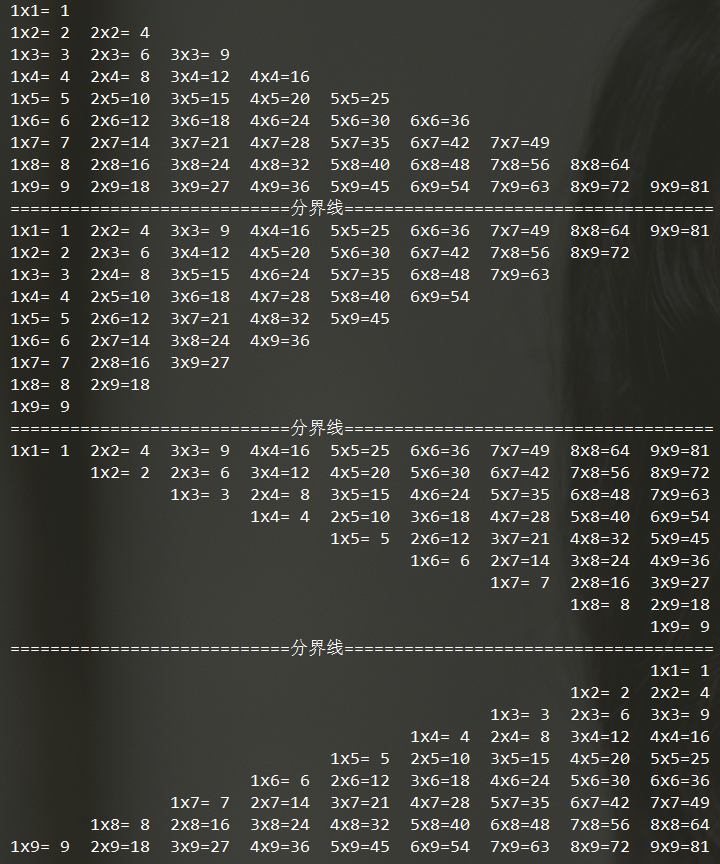 1x1= 1
1x2= 2  2x2= 4
1x3= 3  2x3= 6  3x3= 9
1x4= 4  2x4= 8  3x4=12  4x4=16
1x5= 5  2x5=10  3x5=15  4x5=20  5x5=25
1x6= 6  2x6=12  3x6=18  4x6=24  5x6=30  6x6=36
1x7= 7  2x7=14  3x7=21  4x7=28  5x7=35  6x7=42  7x7=49
1x8= 8  2x8=16  3x8=24  4x8=32  5x8=40  6x8=48  7x8=56  8x8=64
1x9= 9  2x9=18  3x9=27  4x9=36  5x9=45  6x9=54  7x9=63  8x9=72  9x9=81
============================分界线=====================================
1x1= 1  2x2= 4  3x3= 9  4x4=16  5x5=25  6x6=36  7x7=49  8x8=64  9x9=81
1x2= 2  2x3= 6  3x4=12  4x5=20  5x6=30  6x7=42  7x8=56  8x9=72
1x3= 3  2x4= 8  3x5=15  4x6=24  5x7=35  6x8=48  7x9=63
1x4= 4  2x5=10  3x6=18  4x7=28  5x8=40  6x9=54
1x5= 5  2x6=12  3x7=21  4x8=32  5x9=45
1x6= 6  2x7=14  3x8=24  4x9=36
1x7= 7  2x8=16  3x9=27
1x8= 8  2x9=18
1x9= 9
============================分界线=====================================
1x1= 1  2x2= 4  3x3= 9  4x4=16  5x5=25  6x6=36  7x7=49  8x8=64  9x9=81
        1x2= 2  2x3= 6  3x4=12  4x5=20  5x6=30  6x7=42  7x8=56  8x9=72
                1x3= 3  2x4= 8  3x5=15  4x6=24  5x7=35  6x8=48  7x9=63
                        1x4= 4  2x5=10  3x6=18  4x7=28  5x8=40  6x9=54
                                1x5= 5  2x6=12  3x7=21  4x8=32  5x9=45
                                        1x6= 6  2x7=14  3x8=24  4x9=36
                                                1x7= 7  2x8=16  3x9=27
                                                        1x8= 8  2x9=18
                                                                1x9= 9
============================分界线=====================================
                                                                1x1= 1
                                                        1x2= 2  2x2= 4
                                                1x3= 3  2x3= 6  3x3= 9
                                        1x4= 4  2x4= 8  3x4=12  4x4=16
                                1x5= 5  2x5=10  3x5=15  4x5=20  5x5=25
                        1x6= 6  2x6=12  3x6=18  4x6=24  5x6=30  6x6=36
                1x7= 7  2x7=14  3x7=21  4x7=28  5x7=35  6x7=42  7x7=49
        1x8= 8  2x8=16  3x8=24  4x8=32  5x8=40  6x8=48  7x8=56  8x8=64
1x9= 9  2x9=18  3x9=27  4x9=36  5x9=45  6x9=54  7x9=63  8x9=72  9x9=81